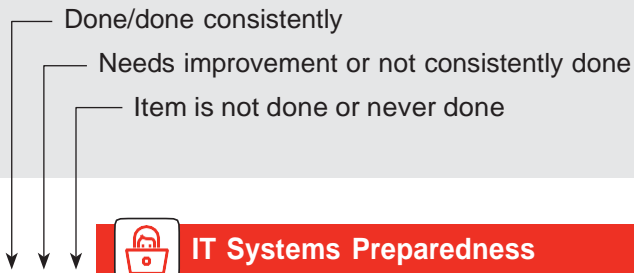 Done/done consistently
Needs improvement or not consistently done
Item is not done or never done
IT Systems Preparedness